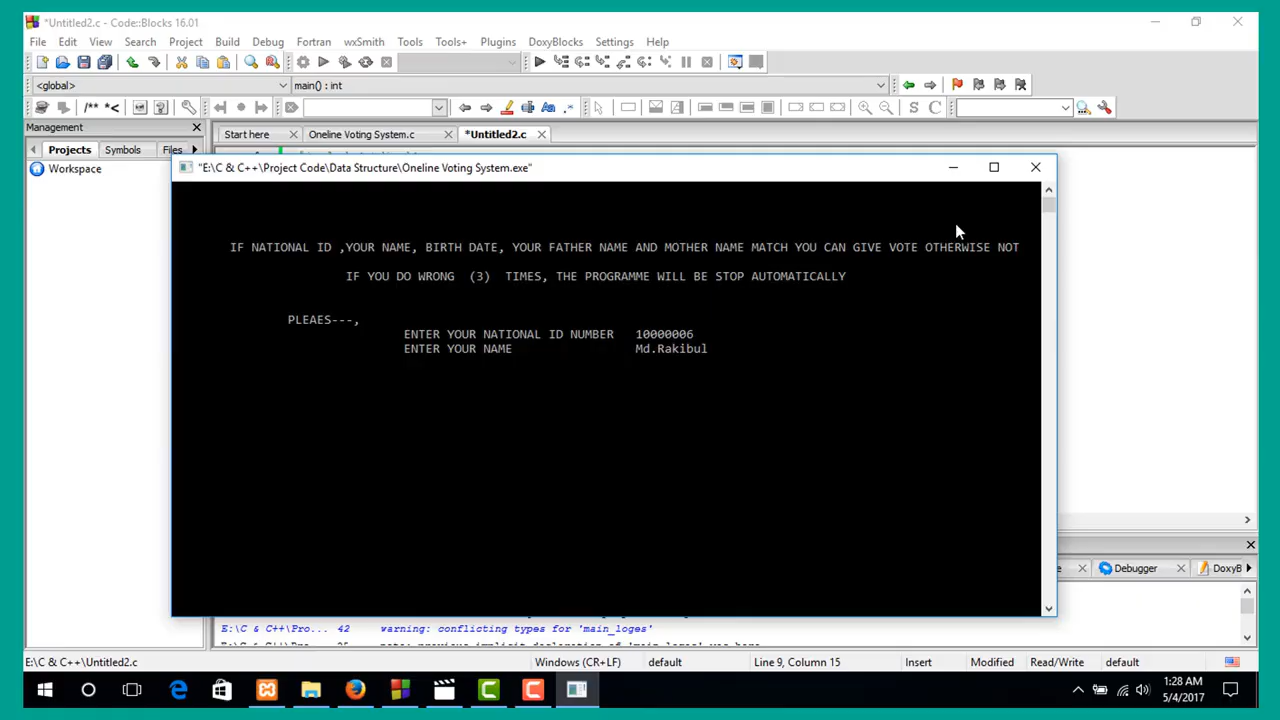 *Untitled2.c - Code::Blocks 16.01
File Edit View Search Project Build Debug Fortran wxSmith Tools Tools+ Plugins DoxyBlocks Settings Help
<global> main() : int
/** *< Aa .* S C
Management
Start here Oneline Voting System.c *Untitled2.c
Projects Symbols Files
Workspace
"E:\C & C++\Project Code\Data Structure\Oneline Voting System.exe"
IF NATIONAL ID ,YOUR NAME, BIRTH DATE, YOUR FATHER NAME AND MOTHER NAME MATCH YOU CAN GIVE VOTE OTHERWISE NOT
IF YOU DO WRONG (3) TIMES, THE PROGRAMME WILL BE STOP AUTOMATICALLY
PLEAES---,
ENTER YOUR NATIONAL ID NUMBER 10000006
ENTER YOUR NAME Md.Rakibul
Debugger DoxyB
E:\C & C++\Pro... 42 warning: conflicting types for 'main_loges'
E:\C & C++\Untitled2.c Windows (CR+LF) default Line 9, Column 15 Insert Modified Read/Write default
1:28 AM
5/4/2017